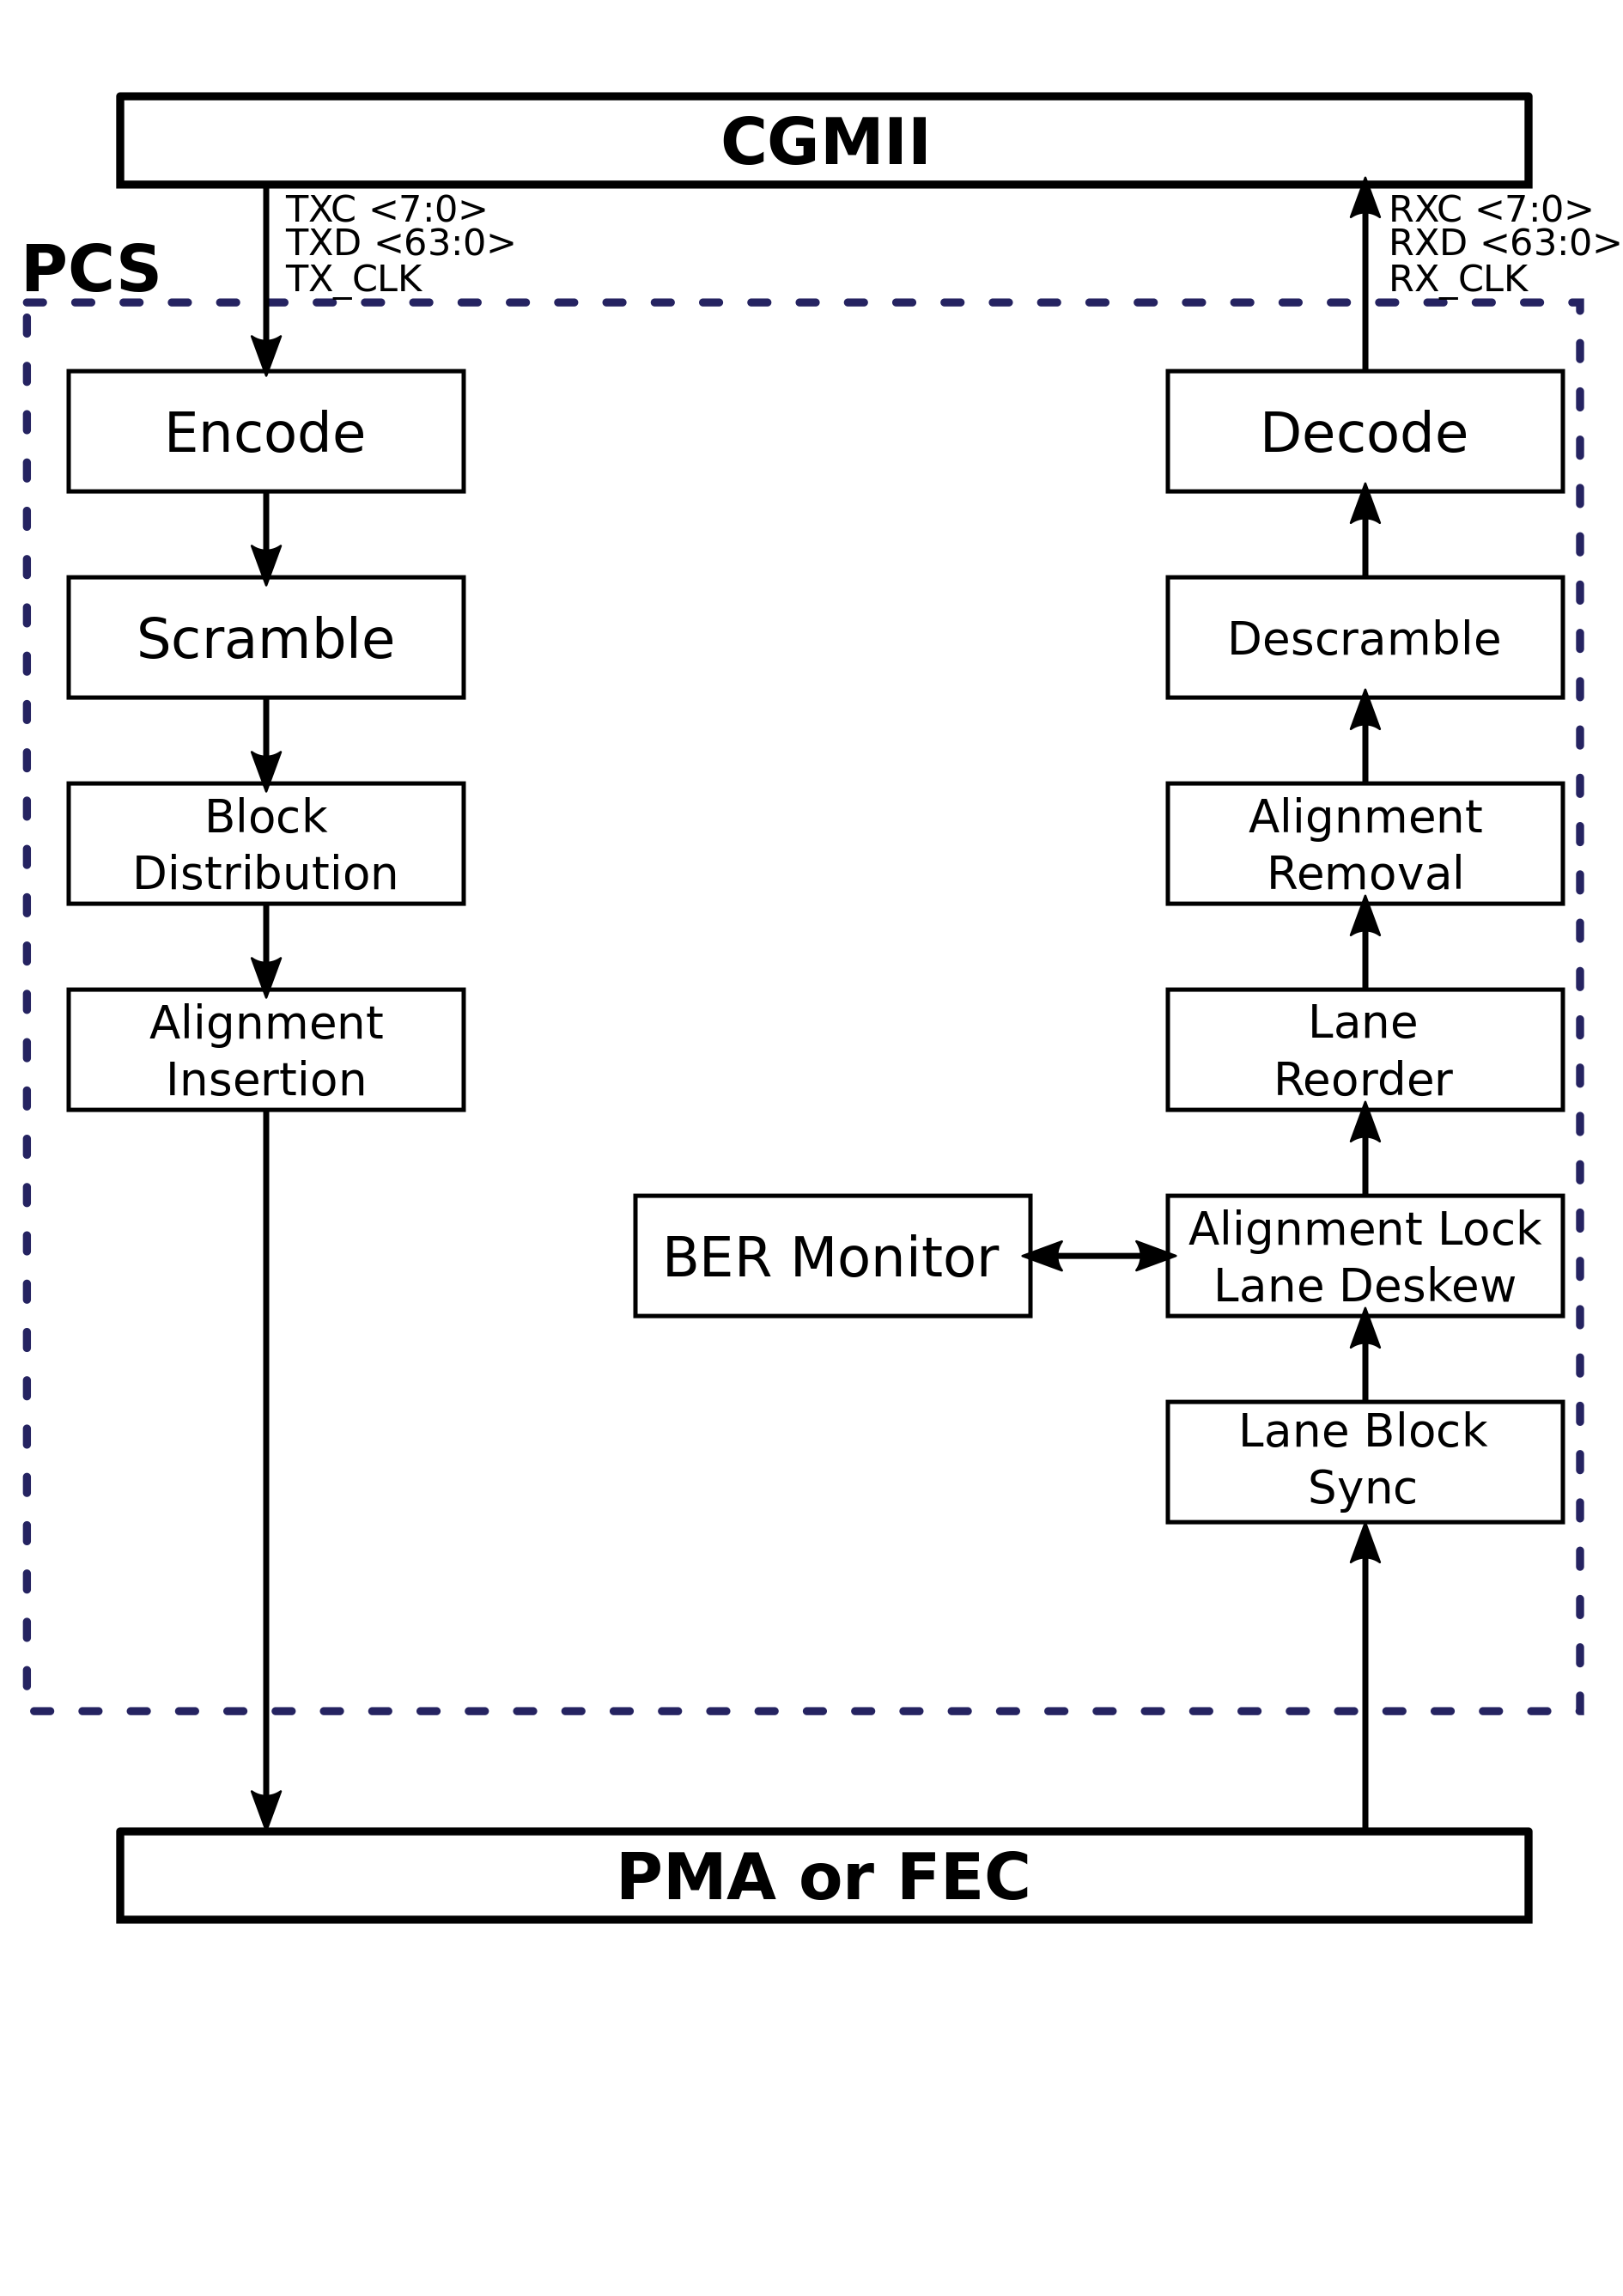 CGMII
TXC <7:0>
TXD <63:0>
TX_CLK
RXC <7:0>
RXD <63:0>
RX_CLK
PCS
Encode
Decode
Scramble
Descramble
Block
Distribution
Alignment
Removal
Alignment
Insertion
Lane
Reorder
BER Monitor
Alignment Lock
Lane Deskew
Lane Block
Sync
PMA or FEC